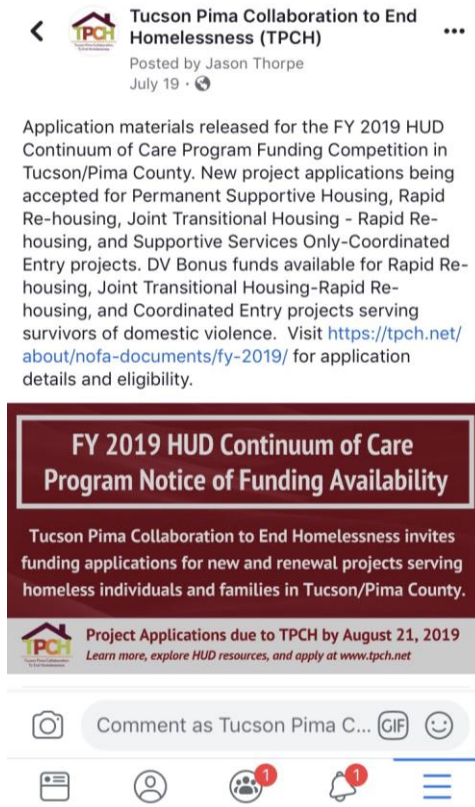 Tucson Pima Collaboration to End
Homelessness (TPCH)
Posted by Jason Thorpe
July 19 ·
Application materials released for the FY 2019 HUD
Continuum of Care Program Funding Competition in
Tucson/Pima County. New project applications being
accepted for Permanent Supportive Housing, Rapid
Re-housing, Joint Transitional Housing - Rapid Re-
housing, and Supportive Services Only-Coordinated
Entry projects. DV Bonus funds available for Rapid Re-
housing, Joint Transitional Housing-Rapid Re-
housing, and Coordinated Entry projects serving
survivors of domestic violence.  Visit https://tpch.net/
about/nofa-documents/fy-2019/ for application
details and eligibility.
FY 2019 HUD Continuum of Care
Program Notice of Funding Availability
Tucson Pima Collaboration to End Homelessness invites
funding applications for new and renewal projects serving
homeless individuals and families in Tucson/Pima County.
TPCH
Project Applications due to TPCH by August 21, 2019
Learn more, explore HUD resources, and apply at www.tpch.net
Comment as Tucson Pima C... GIF
1
1